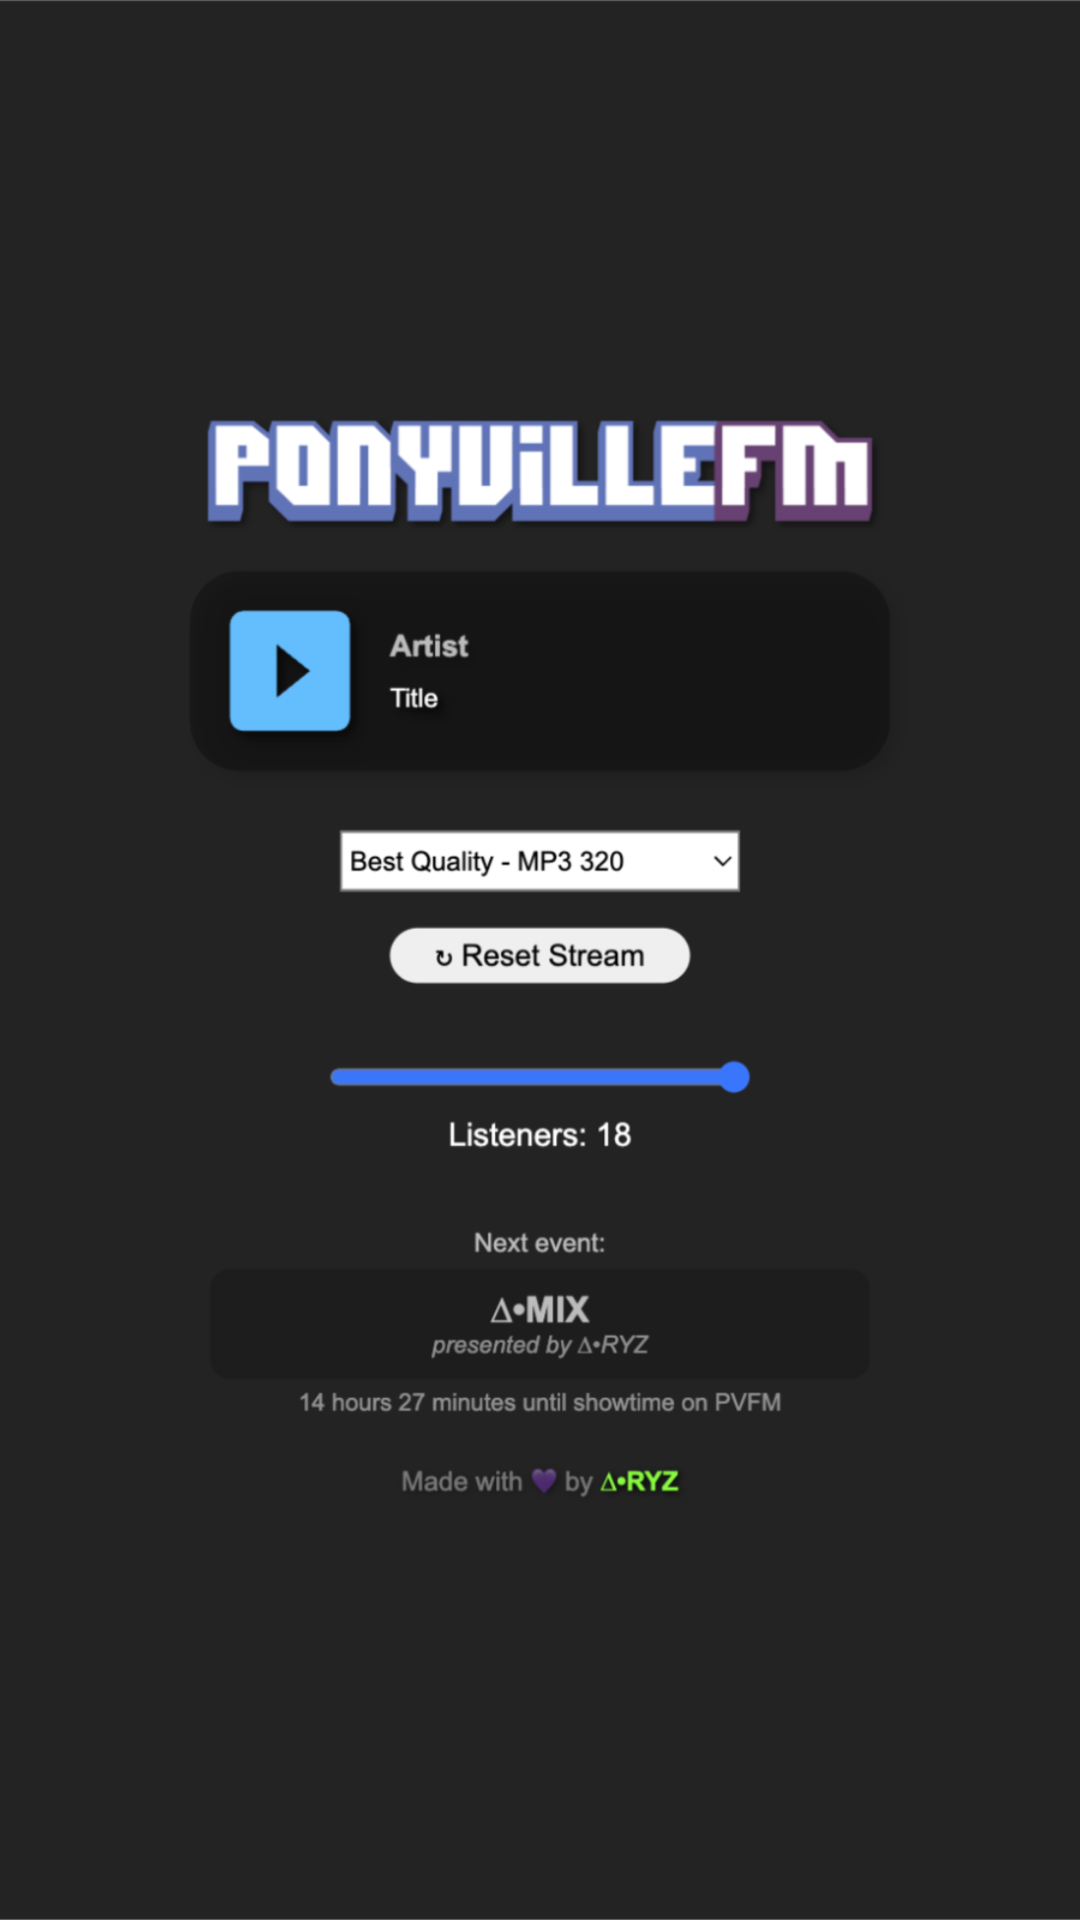 PONYVILLEFM
Artist
Title
Best Quality - MP3 320
↻ Reset Stream
Listeners: 18
Next event:
Δ•MIX
presented by Δ•RYZ
14 hours 27 minutes until showtime on PVFM
Made with 💜 by Δ•RYZ